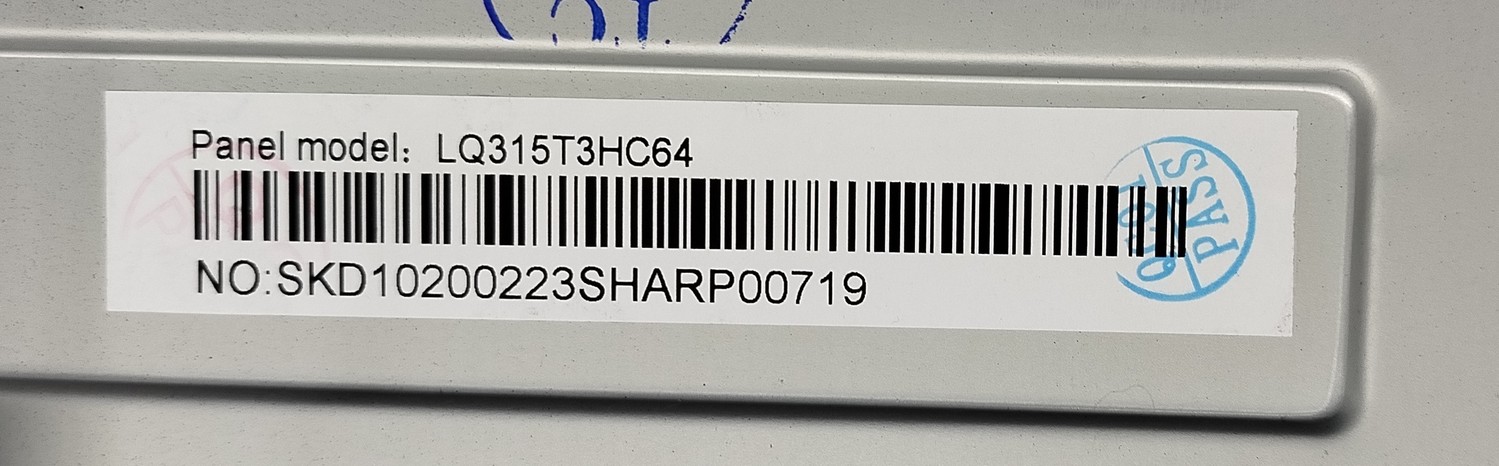 Panel model: LQ315T3HC64
NO:SKD10200223SHARP00719
PASS